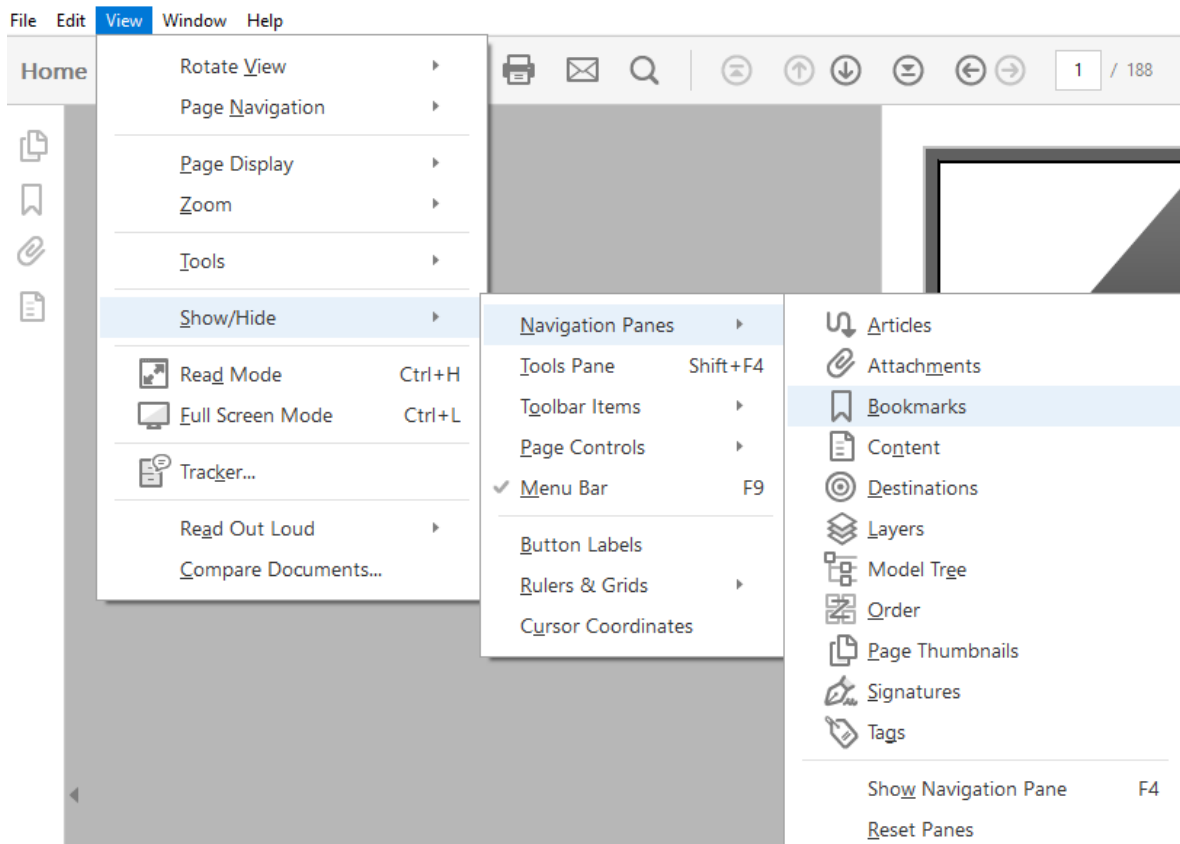 File Edit View Window Help
Home
1 / 188
Rotate View
Page Navigation
Page Display
Zoom
Tools
Show/Hide
Read Mode Ctrl+H
Full Screen Mode Ctrl+L
Tracker...
Read Out Loud
Compare Documents...
Navigation Panes
Tools Pane Shift+F4
Toolbar Items
Page Controls
Menu Bar F9
Button Labels
Rulers & Grids
Cursor Coordinates
Articles
Attachments
Bookmarks
Content
Destinations
Layers
Model Tree
Order
Page Thumbnails
Signatures
Tags
Show Navigation Pane F4
Reset Panes